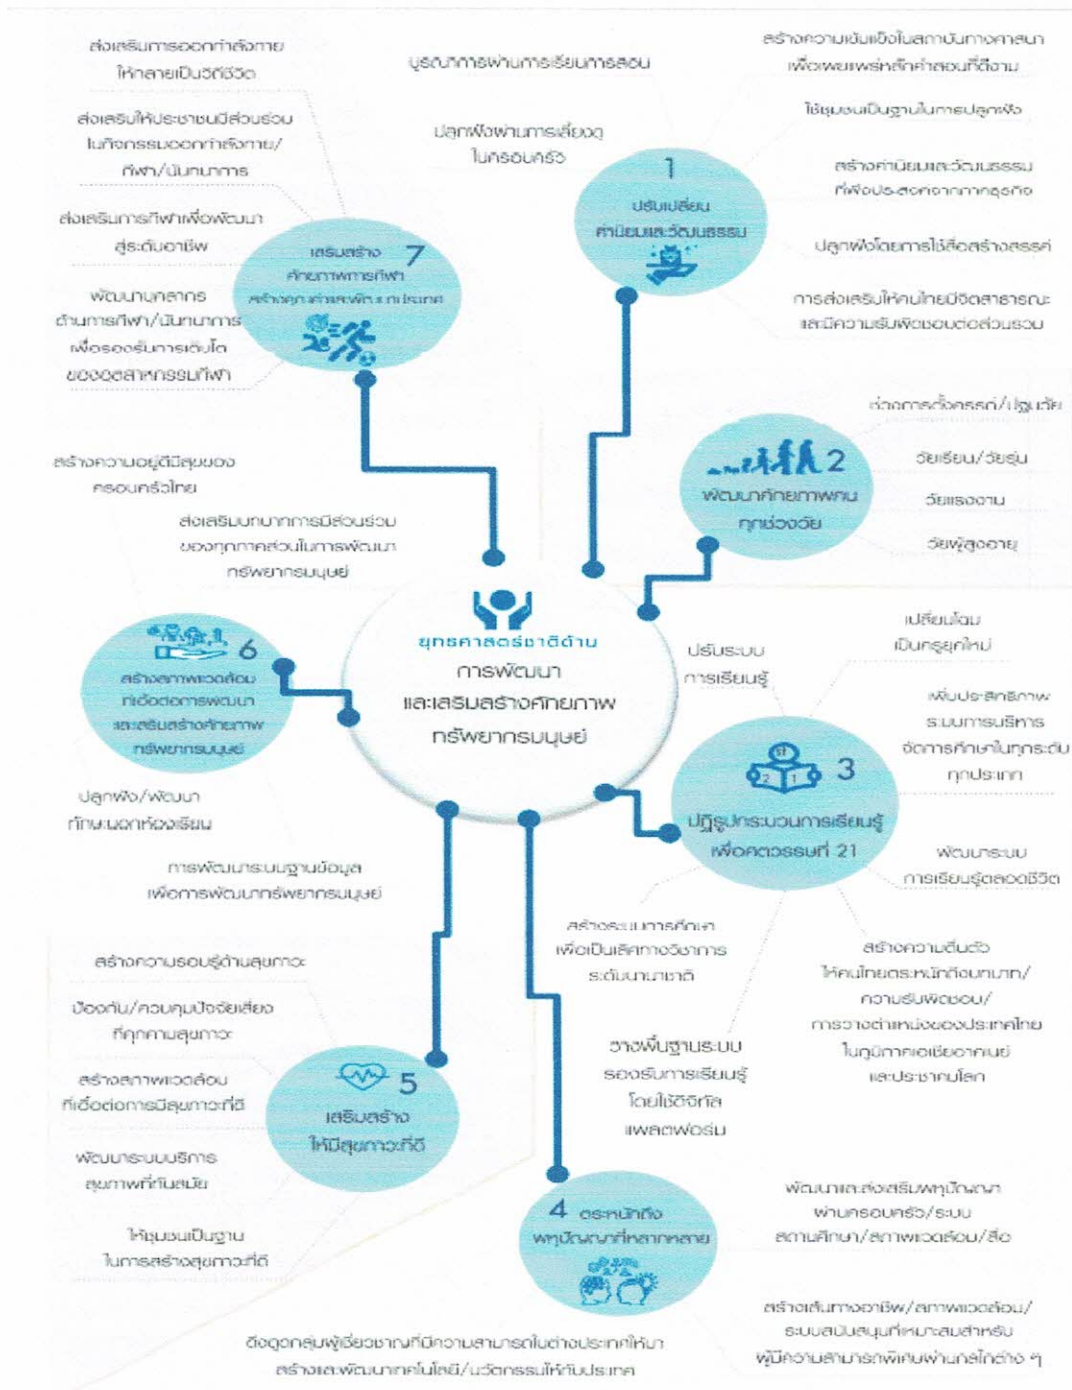 ยุทธศาสตร์ชาติด้าน
การพัฒนา
และเสริมสร้างศักยภาพ
ทรัพยากรมนุษย์
1
ปรับเปลี่ยน
ค่านิยมและวัฒนธรรม
บูรณาการผ่านการเรียนการสอน
ปลูกฝังผ่านการเลี้ยงดู
ในครอบครัว
สร้างความเข้มแข็งในสถาบันทางศาสนา
เพื่อเผยแพร่หลักคำสอนที่ดีงาม
ใช้ชุมชนเป็นฐานในการปลูกฝัง
สร้างค่านิยมและวัฒนธรรม
ที่พึงประสงค์จากภาคธุรกิจ
ปลูกฝังโดยการใช้สื่อสร้างสรรค์
การส่งเสริมให้คนไทยมีจิตสาธารณะ
และมีความรับผิดชอบต่อส่วนรวม
2
พัฒนาศักยภาพคน
ทุกช่วงวัย
ช่วงการตั้งครรภ์/ปฐมวัย
วัยเรียน/วัยรุ่น
วัยแรงงาน
วัยผู้สูงอายุ
3
ปฏิรูปกระบวนการเรียนรู้
เพื่อศตวรรษที่ 21
ปรับระบบ
การเรียนรู้
เปลี่ยนโฉม
เป็นครูยุคใหม่
เพิ่มประสิทธิภาพ
ระบบการบริหาร
จัดการศึกษาในทุกระดับ
ทุกประเภท
พัฒนาระบบ
การเรียนรู้ตลอดชีวิต
สร้างความตื่นตัว
ให้คนไทยตระหนักถึงบทบาท/
ความรับผิดชอบ/
การวางตำแหน่งของประเทศไทย
ในภูมิภาคเอเชียอาคเนย์
และประชาคมโลก
สร้างระบบการศึกษา
เพื่อเป็นเลิศทางวิชาการ
ระดับนานาชาติ
วางพื้นฐานระบบ
รองรับการเรียนรู้
โดยใช้ดิจิทัล
แพลตฟอร์ม
4 ตระหนักถึง
พหุปัญญาที่หลากหลาย
พัฒนาและส่งเสริมพหุปัญญา
ผ่านครอบครัว/ระบบ
สถานศึกษา/สภาพแวดล้อม/สื่อ
สร้างเส้นทางอาชีพ/สภาพแวดล้อม/
ระบบสนับสนุนที่เหมาะสมสำหรับ
ผู้มีความสามารถพิเศษผ่านกลไกต่าง ๆ
ดึงดูดกลุ่มผู้เชี่ยวชาญที่มีความสามารถในต่างประเทศให้มา
สร้างและพัฒนาเทคโนโลยี/นวัตกรรมให้กับประเทศ
5
เสริมสร้าง
ให้มีสุขภาวะที่ดี
สร้างความรอบรู้ด้านสุขภาวะ
ป้องกัน/ควบคุมปัจจัยเสี่ยง
ที่คุกคามสุขภาวะ
สร้างสภาพแวดล้อม
ที่เอื้อต่อการมีสุขภาวะที่ดี
พัฒนาระบบบริการ
สุขภาพที่ทันสมัย
ให้ชุมชนเป็นฐาน
ในการสร้างสุขภาวะที่ดี
6
สร้างสภาพแวดล้อม
ที่เอื้อต่อการพัฒนา
และเสริมสร้างศักยภาพ
ทรัพยากรมนุษย์
สร้างความอยู่ดีมีสุขของ
ครอบครัวไทย
ส่งเสริมบทบาทการมีส่วนร่วม
ของทุกภาคส่วนในการพัฒนา
ทรัพยากรมนุษย์
ปลูกฝัง/พัฒนา
ทักษะนอกห้องเรียน
การพัฒนาระบบฐานข้อมูล
เพื่อการพัฒนาทรัพยากรมนุษย์
7
เสริมสร้าง
ศักยภาพการกีฬา
สร้างคุณค่าและพัฒนาประเทศ
ส่งเสริมการออกกำลังกาย
ให้กลายเป็นวิถีชีวิต
ส่งเสริมให้ประชาชนมีส่วนร่วม
ในกิจกรรมออกกำลังกาย/
กีฬา/นันทนาการ
ส่งเสริมการกีฬาเพื่อพัฒนา
สู่ระดับอาชีพ
พัฒนาบุคลากร
ด้านการกีฬา/นันทนาการ
เพื่อรองรับการเติบโต
ของอุตสาหกรรมกีฬา